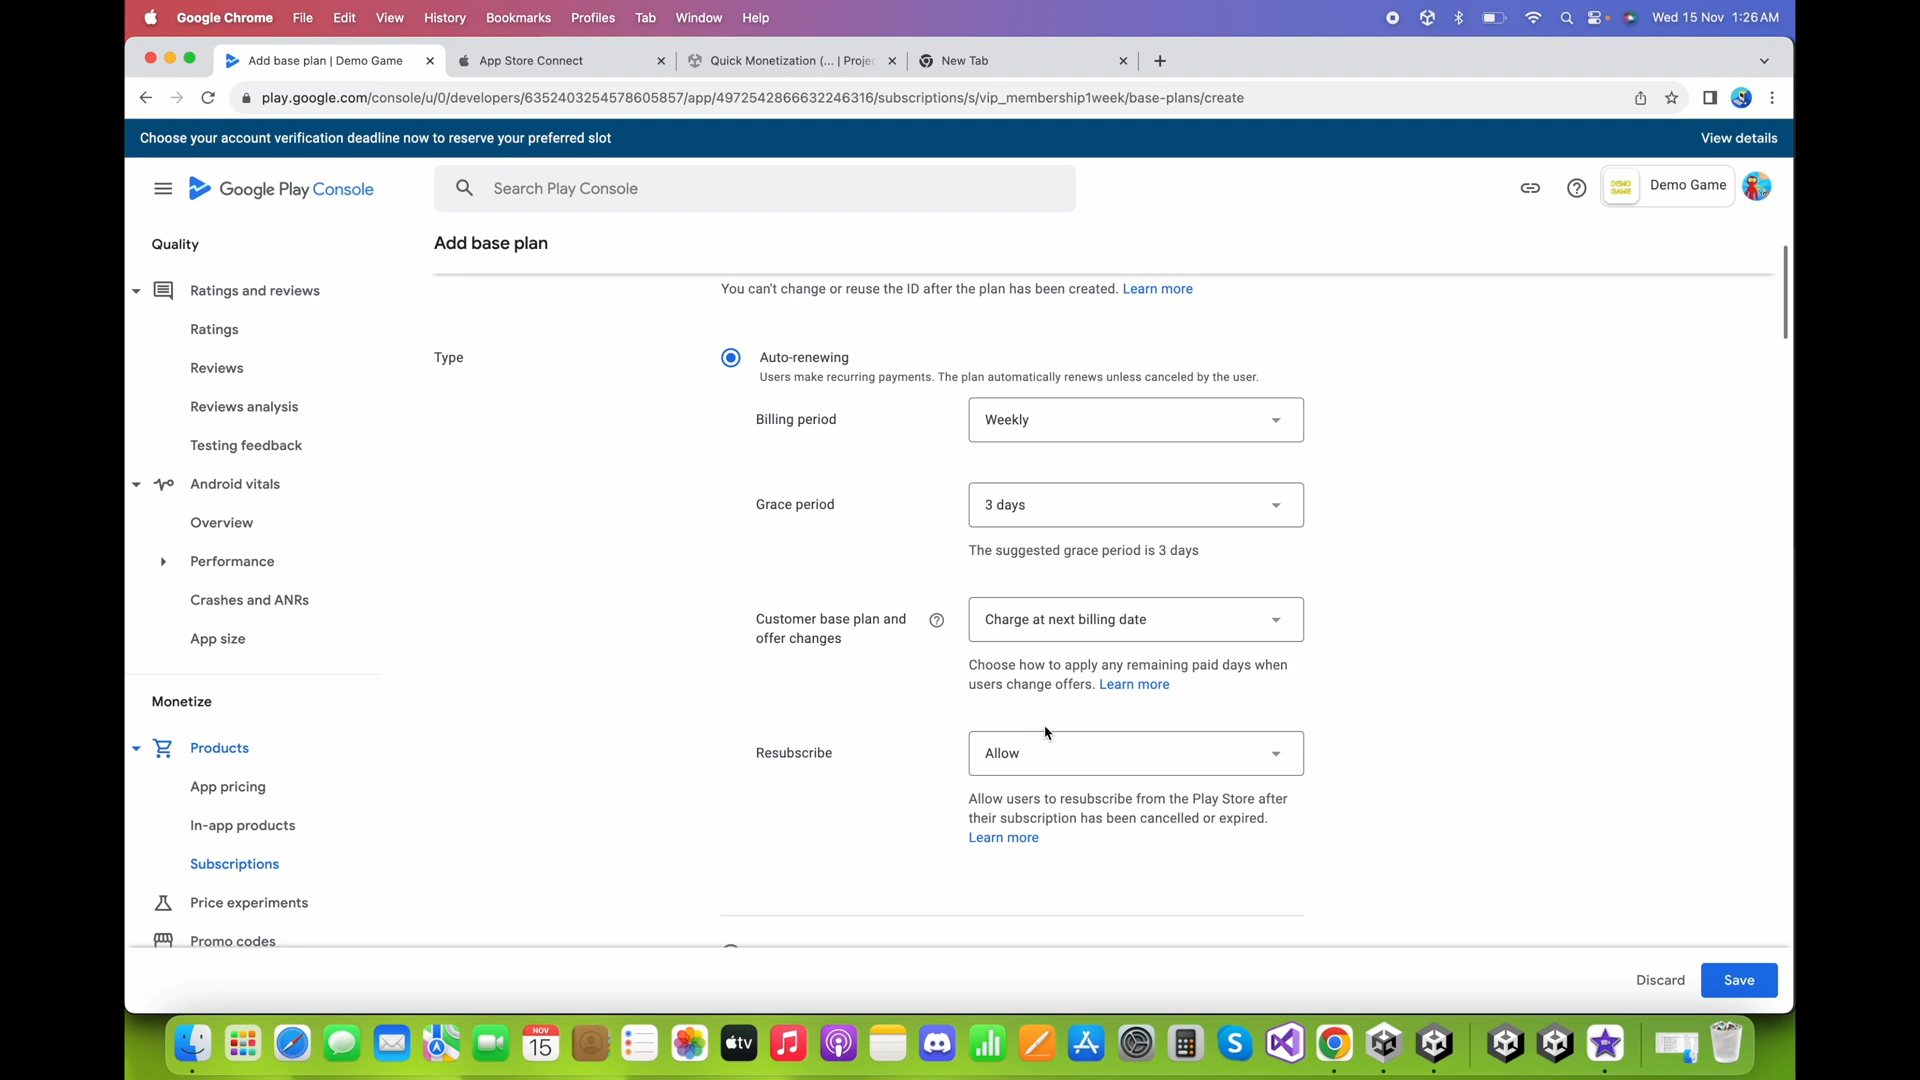 Google Chrome File Edit View History Bookmarks Profiles Tab Window Help Wed 15 Nov 1:26 AM
Add base plan | Demo Game App Store Connect Quick Monetization (... | Proje New Tab
play.google.com/console/u/0/developers/6352403254578605857/app/4972542866632246316/subscriptions/s/vip_membership1week/base-plans/create
Choose your account verification deadline now to reserve your preferred slot View details
Google Play Console Search Play Console DEMO GAME Demo Game
Quality
Add base plan
Ratings and reviews
Ratings
Reviews
Reviews analysis
Testing feedback
Android vitals
Overview
Performance
Crashes and ANRs
App size
Monetize
Products
App pricing
In-app products
Subscriptions
Price experiments
Promo codes
You can't change or reuse the ID after the plan has been created. Learn more
Type
Auto-renewing
Users make recurring payments. The plan automatically renews unless canceled by the user.
Billing period Weekly
Grace period 3 days
The suggested grace period is 3 days
Customer base plan and offer changes Charge at next billing date
Choose how to apply any remaining paid days when
users change offers. Learn more
Resubscribe Allow
Allow users to resubscribe from the Play Store after
their subscription has been cancelled or expired.
Learn more
Discard Save
NOV
15
tv